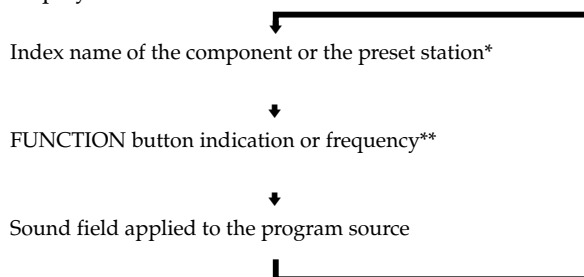 Index name of the component or the preset station*
FUNCTION button indication or frequency**
Sound field applied to the program source